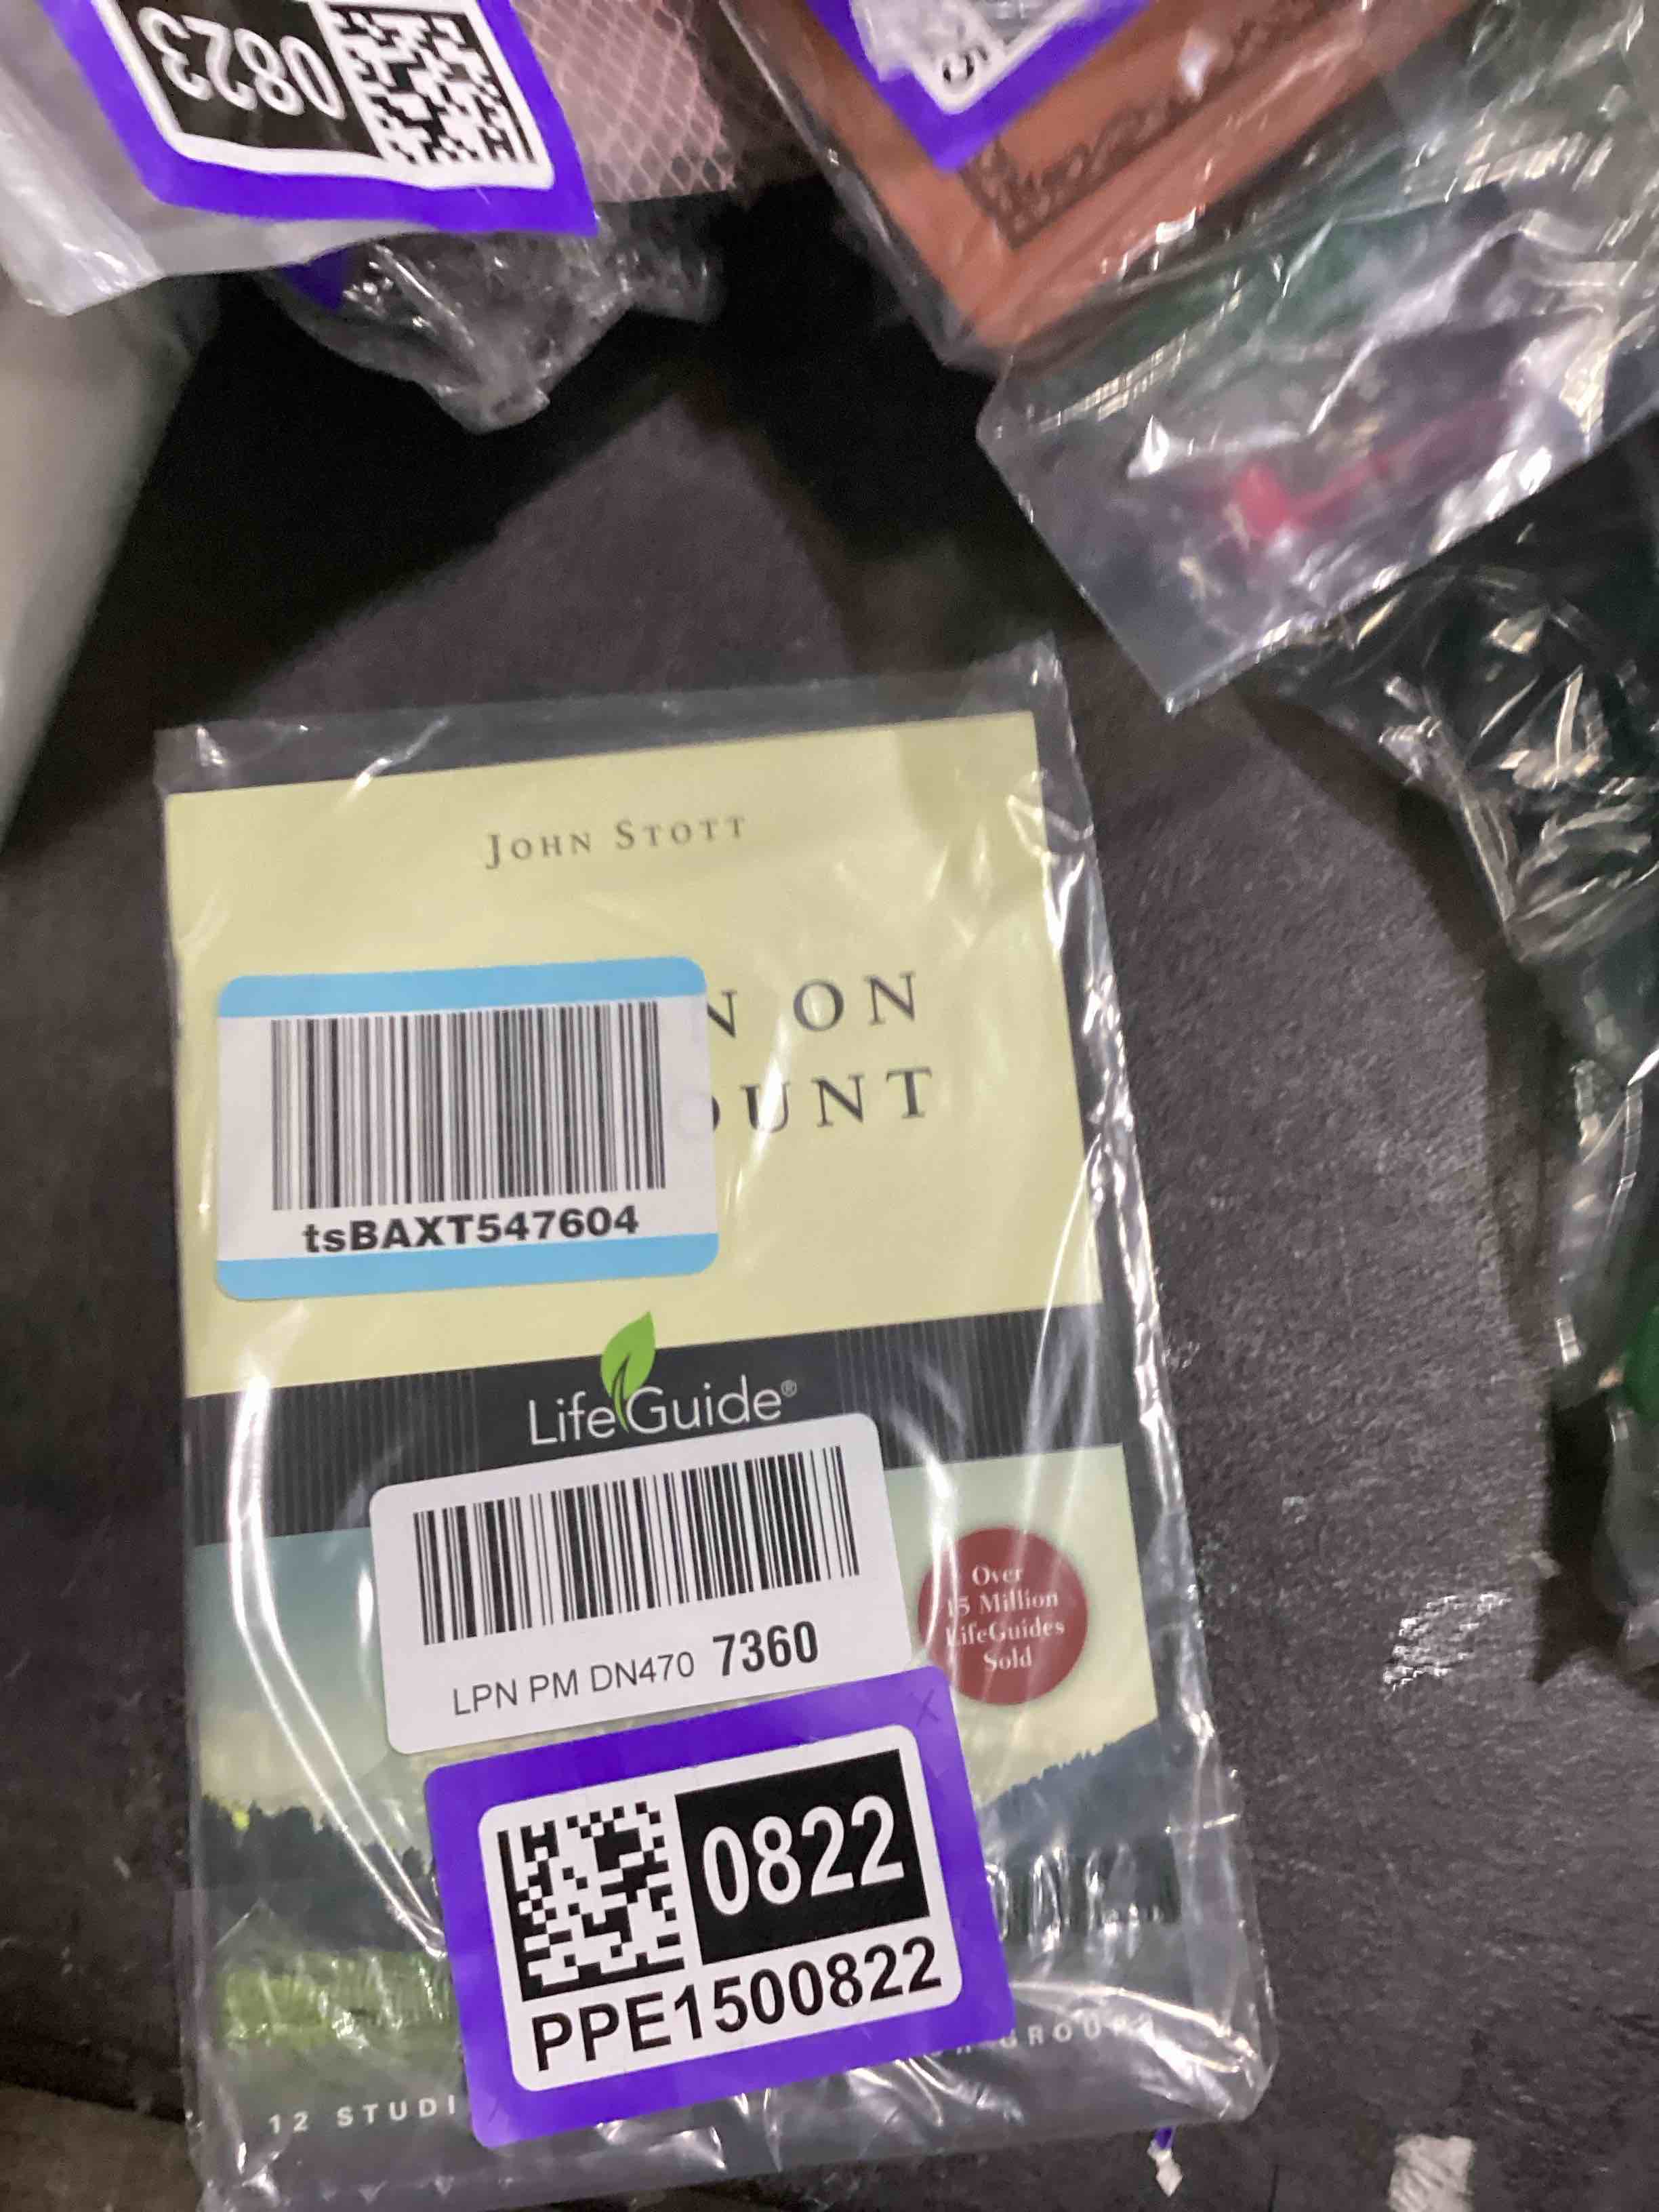 0823
JOHN STOTT
N ON
OUNT
tsBAXT547604
LifeGuide®
LPN PM DN470 7360
Over
15 Million
LifeGuides
Sold
0822
PPE1500822
12 STUDI
GROUPS